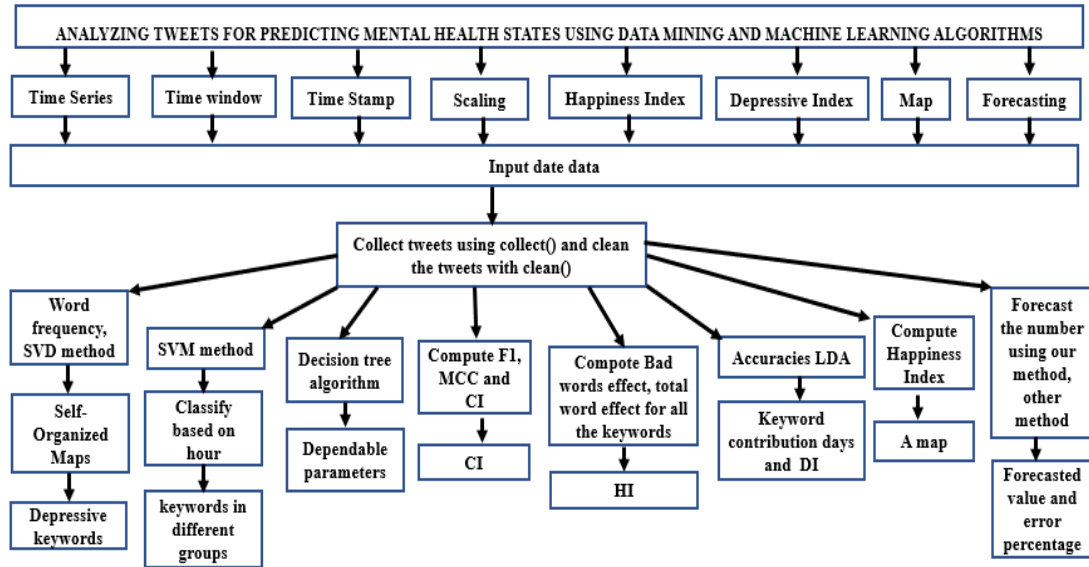 ANALYZING TWEETS FOR PREDICTING MENTAL HEALTH STATES USING DATA MINING AND MACHINE LEARNING ALGORITHMS
Time Series
Time window
Time Stamp
Scaling
Happiness Index
Depressive Index
Map
Forecasting
Input date data
Collect tweets using collect() and clean
the tweets with clean()
Word
frequency,
SVD method
Self-
Organized
Maps
Depressive
keywords
SVM method
Classify
based on
hour
keywords in
different
groups
Decision tree
algorithm
Dependable
parameters
Compute F1,
MCC and
CI
CI
Compote Bad
words effect, total
word effect for all
the keywords
HI
Accuracies LDA
Keyword
contribution days
and DI
Compute
Happiness
Index
A map
Forecast
the number
using our
method,
other
method
Forecasted
value and
error
percentage